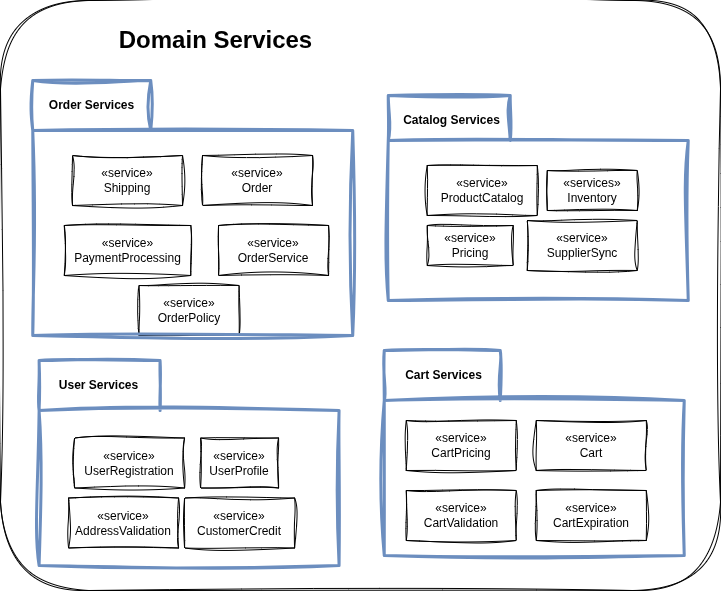 Domain Services
Order Services
«service»
Shipping
«service»
Order
«service»
PaymentProcessing
«service»
OrderService
«service»
OrderPolicy
Catalog Services
«service»
ProductCatalog
«services»
Inventory
«service»
Pricing
«service»
SupplierSync
User Services
«service»
UserRegistration
«service»
UserProfile
«service»
AddressValidation
«service»
CustomerCredit
Cart Services
«service»
CartPricing
«service»
Cart
«service»
CartValidation
«service»
CartExpiration